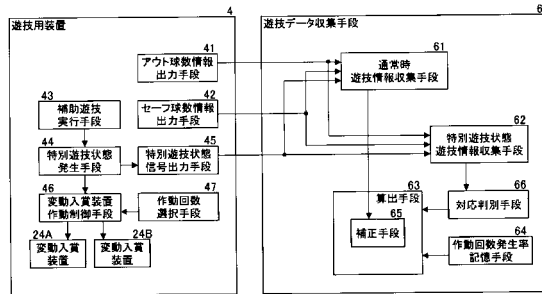 4
遊技用装置
41
アウト球数情報
出力手段
42
セーフ球数情報
出力手段
43
補助遊技
実行手段
44
特別遊技状態
発生手段
45
特別遊技状態
信号出力手段
46
変動入賞装置
作動制御手段
47
作動回数
選択手段
24A
変動入賞
装置
24B
変動入賞
装置
6
遊技データ収集手段
61
通常時
遊技情報収集手段
62
特別遊技状態
遊技情報収集手段
63
算出手段
65
補正手段
66
対応判別手段
64
作動回数発生率
記憶手段